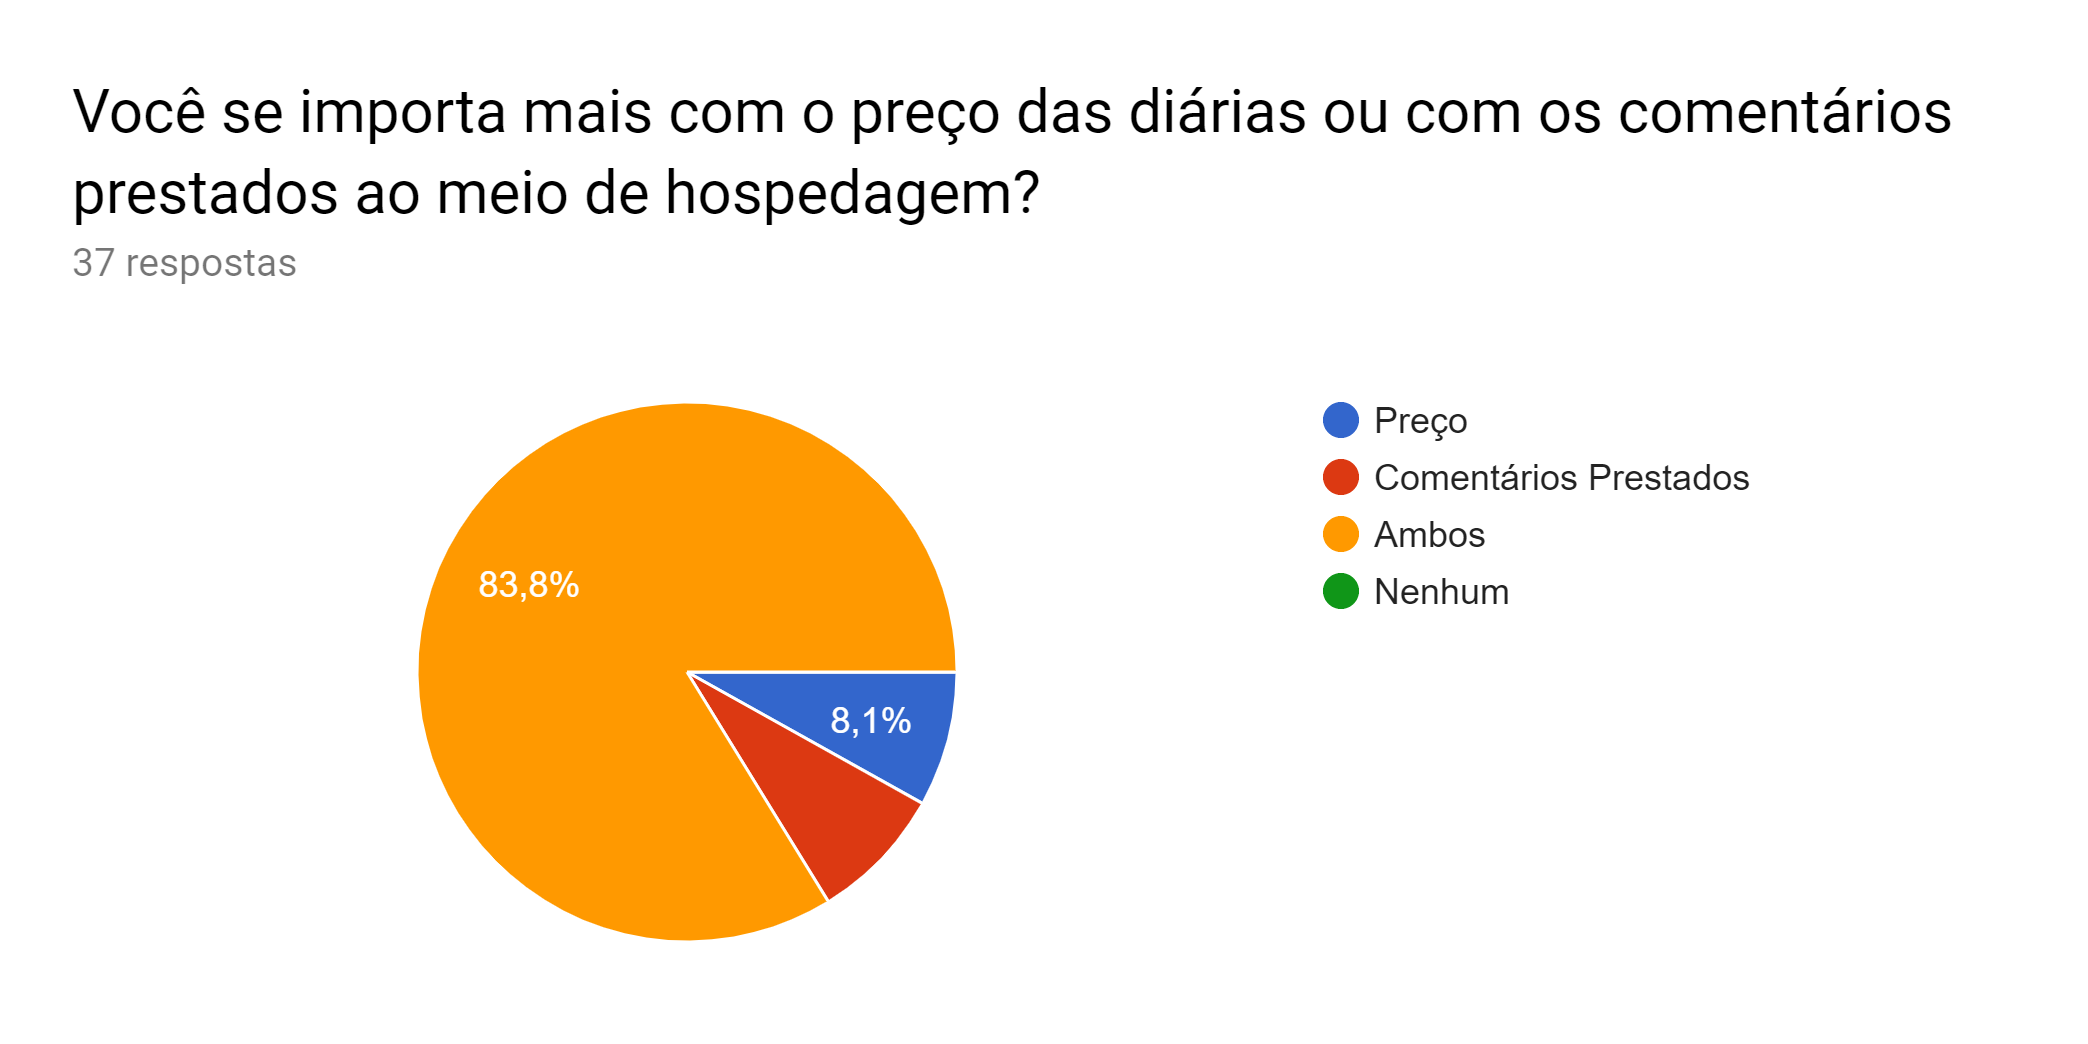 Você se importa mais com o preço das diárias ou com os comentários
prestados ao meio de hospedagem?
37 respostas
Preço
Comentários Prestados
Ambos
Nenhum
83,8%
8,1%